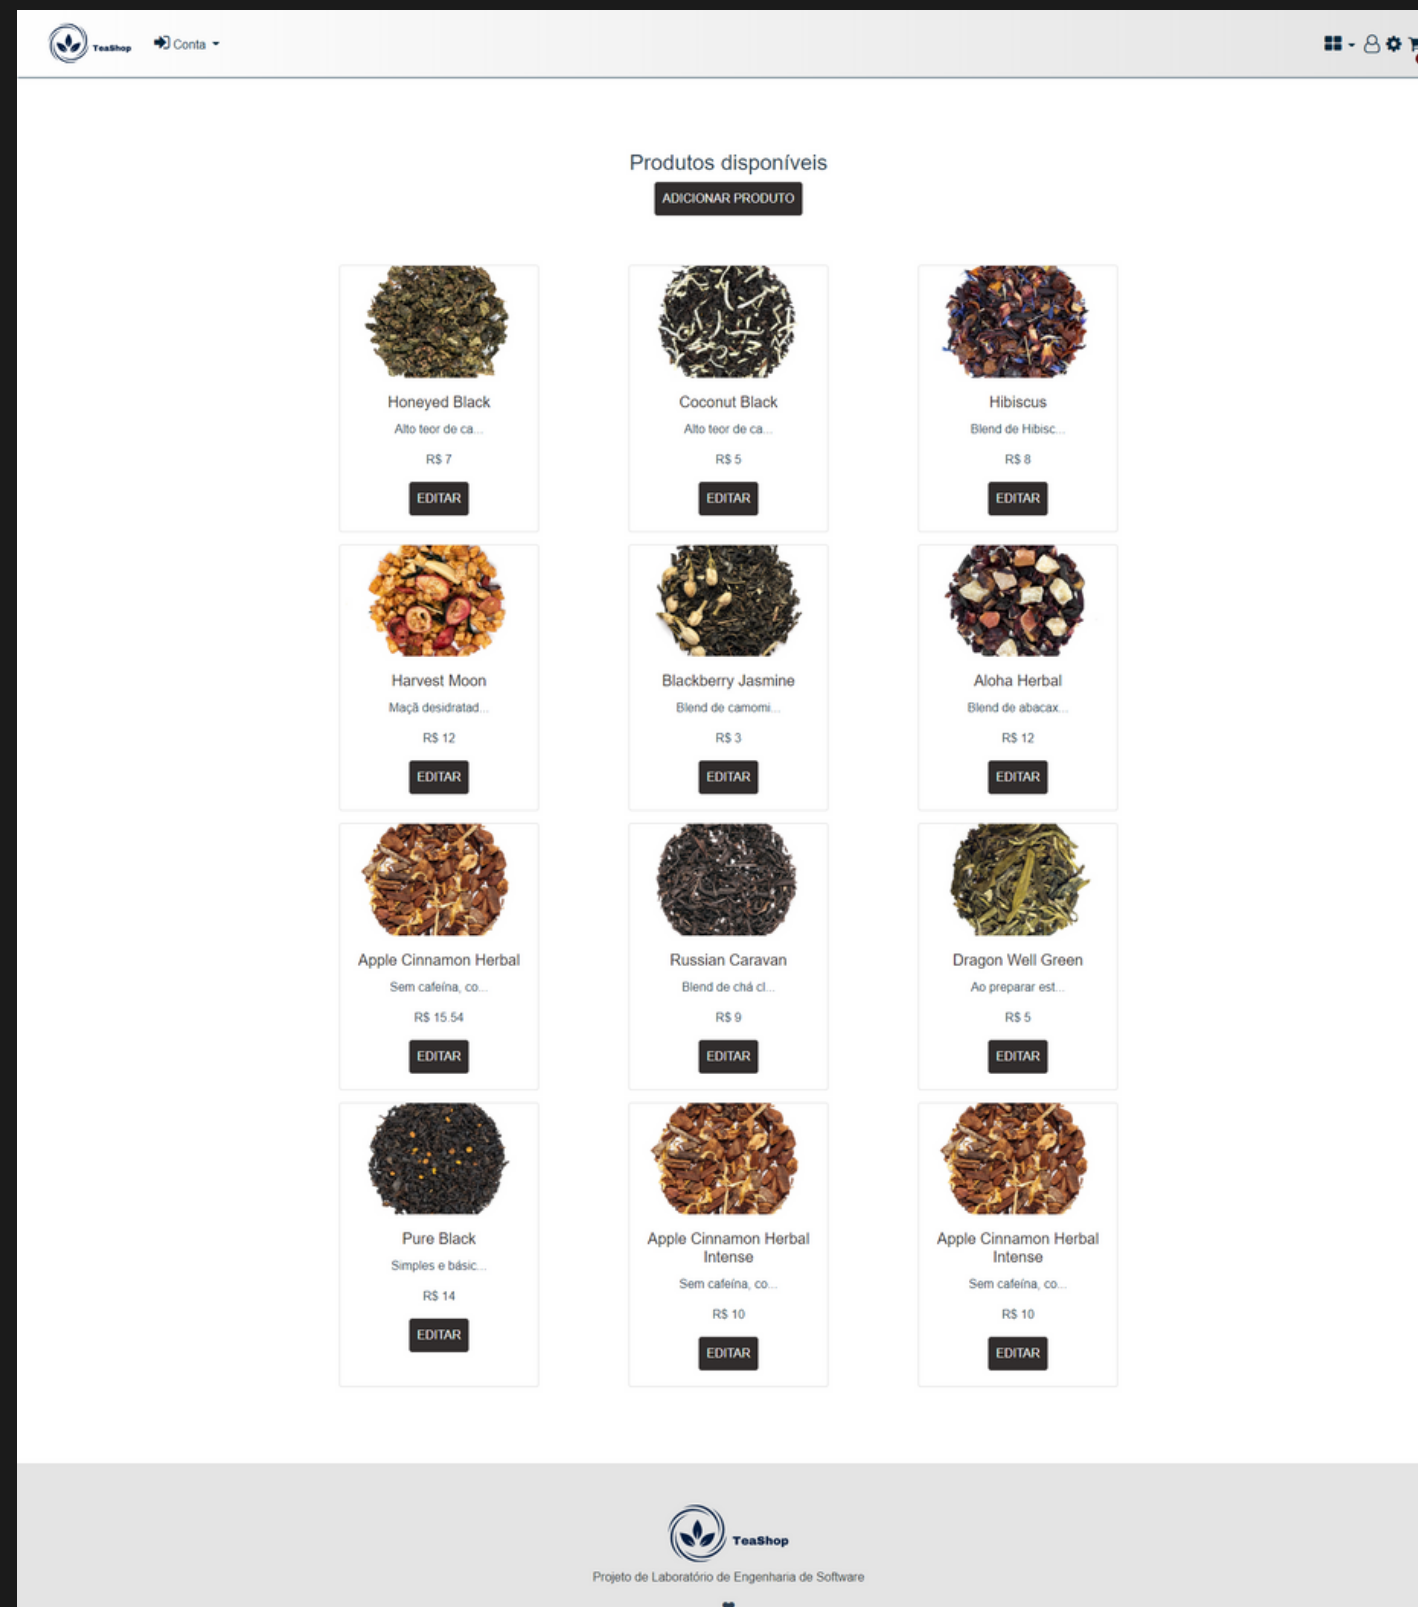 TeaShop
Conta
Produtos disponíveis
ADICIONAR PRODUTO
Honeyed Black
Alto teor de ca...
R$ 7
EDITAR
Coconut Black
Alto teor de ca...
R$ 5
EDITAR
Hibiscus
Blend de Hibisc...
R$ 8
EDITAR
Harvest Moon
Maçã desidratad...
R$ 12
EDITAR
Blackberry Jasmine
Blend de camomi...
R$ 3
EDITAR
Aloha Herbal
Blend de abacax...
R$ 12
EDITAR
Apple Cinnamon Herbal
Sem cafeína, co...
R$ 15.54
EDITAR
Russian Caravan
Blend de chá cl...
R$ 9
EDITAR
Dragon Well Green
Ao preparar est...
R$ 5
EDITAR
Pure Black
Simples e básic...
R$ 14
EDITAR
Apple Cinnamon Herbal
Intense
Sem cafeína, co...
R$ 10
EDITAR
Apple Cinnamon Herbal
Intense
Sem cafeína, co...
R$ 10
EDITAR
TeaShop
Projeto de Laboratório de Engenharia de Software